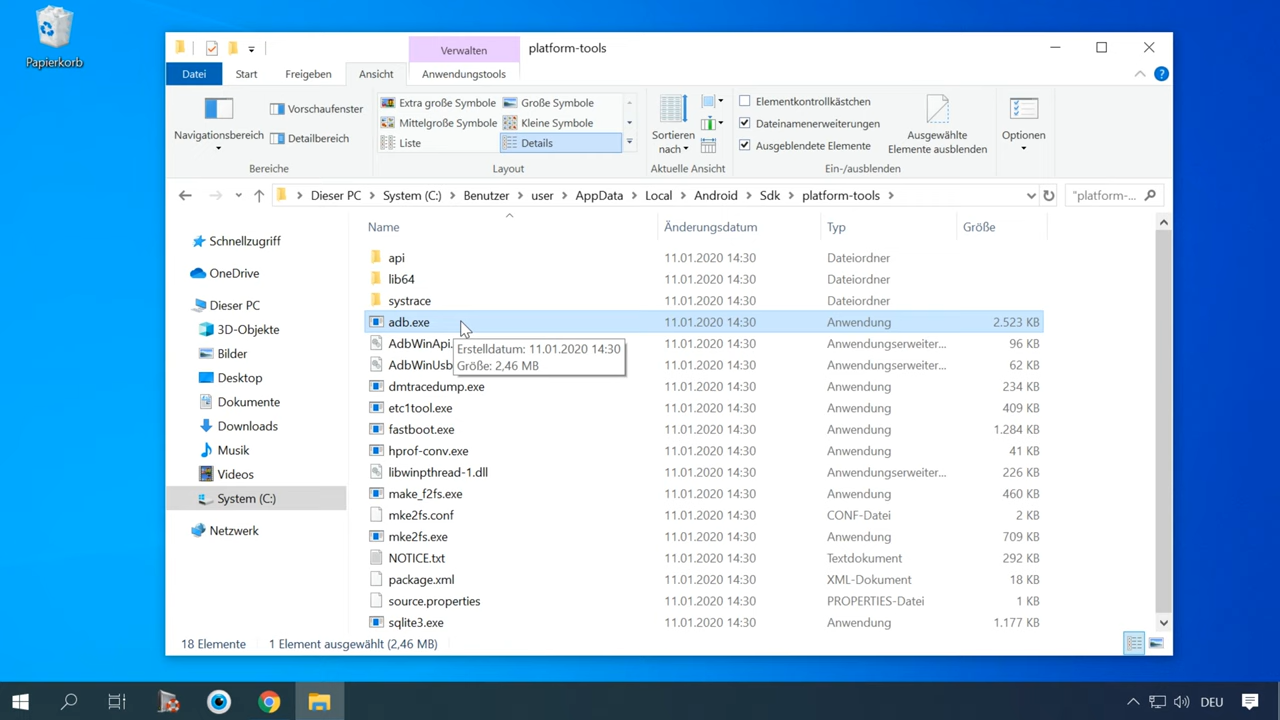 Papierkorb
Verwalten
platform-tools
Datei
Start
Freigeben
Ansicht
Anwendungstools
Navigationsbereich
Vorschaufenster
Detailbereich
Bereiche
Extra große Symbole
Große Symbole
Mittelgroße Symbole
Kleine Symbole
Liste
Details
Layout
Sortieren
nach
Aktuelle Ansicht
Elementkontrollkästchen
Dateinamenerweiterungen
Ausgeblendete Elemente
Ausgewählte
Elemente ausblenden
Ein-/ausblenden
Optionen
Dieser PC > System (C:) > Benutzer > user > AppData > Local > Android > Sdk > platform-tools >
"platform-...
Name Änderungsdatum Typ Größe
Schnellzugriff
OneDrive
Dieser PC
3D-Objekte
Bilder
Desktop
Dokumente
Downloads
Musik
Videos
System (C:)
Netzwerk
api 11.01.2020 14:30 Dateiordner
lib64 11.01.2020 14:30 Dateiordner
systrace 11.01.2020 14:30 Dateiordner
adb.exe 11.01.2020 14:30 Anwendung 2.523 KB
AdbWinApi. 11.01.2020 14:30 Anwendungserweiter... 96 KB
AdbWinUsb 11.01.2020 14:30 Anwendungserweiter... 62 KB
Erstelldatum: 11.01.2020 14:30
Größe: 2,46 MB
dmtracedump.exe 11.01.2020 14:30 Anwendung 234 KB
etc1tool.exe 11.01.2020 14:30 Anwendung 409 KB
fastboot.exe 11.01.2020 14:30 Anwendung 1.284 KB
hprof-conv.exe 11.01.2020 14:30 Anwendung 41 KB
libwinpthread-1.dll 11.01.2020 14:30 Anwendungserweiter... 226 KB
make_f2fs.exe 11.01.2020 14:30 Anwendung 460 KB
mke2fs.conf 11.01.2020 14:30 CONF-Datei 2 KB
mke2fs.exe 11.01.2020 14:30 Anwendung 709 KB
NOTICE.txt 11.01.2020 14:30 Textdokument 292 KB
package.xml 11.01.2020 14:30 XML-Dokument 18 KB
source.properties 11.01.2020 14:30 PROPERTIES-Datei 1 KB
sqlite3.exe 11.01.2020 14:30 Anwendung 1.177 KB
18 Elemente 1 Element ausgewählt (2,46 MB)
DEU